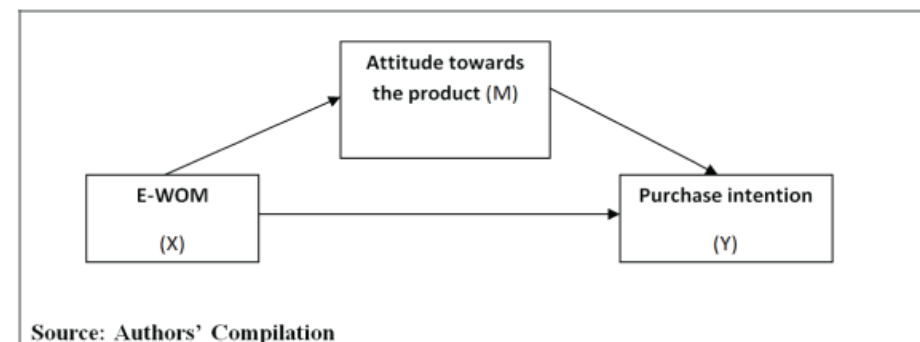 Attitude towards
the product (M)
E-WOM
(X)
Purchase intention
(Y)
Source: Authors' Compilation